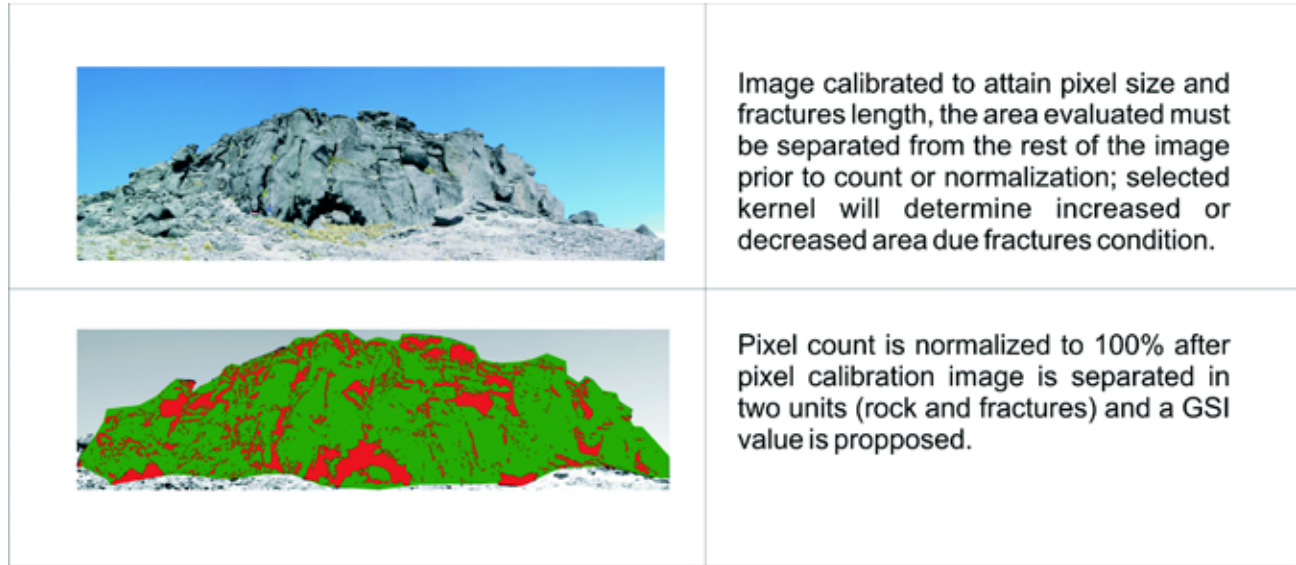 Image calibrated to attain pixel size and
fractures length, the area evaluated must
be separated from the rest of the image
prior to count or normalization; selected
kernel will determine increased or
decreased area due fractures condition.
Pixel count is normalized to 100% after
pixel calibration image is separated in
two units (rock and fractures) and a GSI
value is propposed.